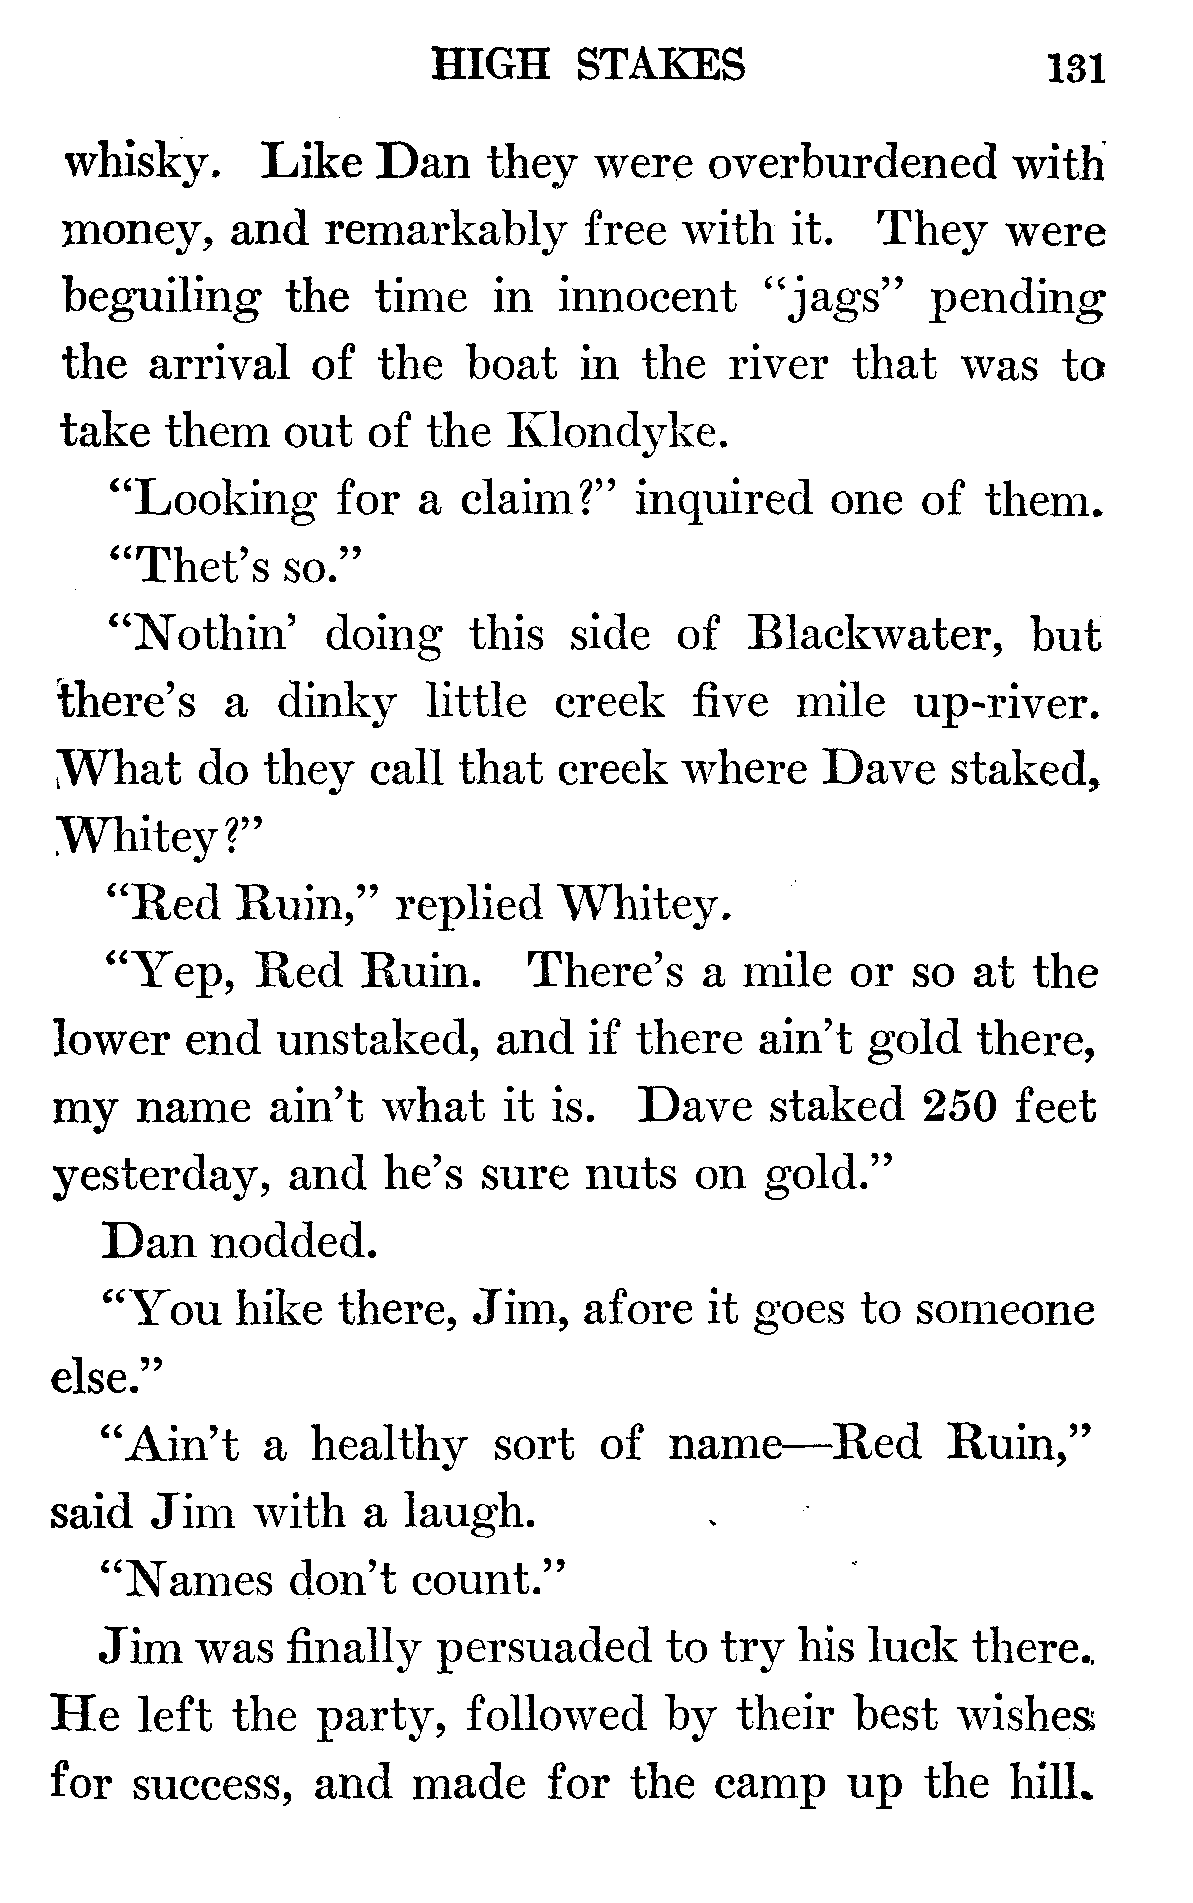 HIGH STAKES 131
whisky. Like Dan they were overburdened with
money, and remarkably free with it. They were
beguiling the time in innocent “jags” pending
the arrival of the boat in the river that was to
take them out of the Klondyke.
“Looking for a claim?” inquired one of them.
“Thet’s so.”
“Nothin’ doing this side of Blackwater, but
there’s a dinky little creek five mile up-river.
What do they call that creek where Dave staked,
Whitey?”
“Red Ruin,” replied Whitey.
“Yep, Red Ruin. There’s a mile or so at the
lower end unstaked, and if there ain’t gold there,
my name ain’t what it is. Dave staked 250 feet
yesterday, and he’s sure nuts on gold.”
Dan nodded.
“You hike there, Jim, afore it goes to someone
else.”
“Ain’t a healthy sort of name—Red Ruin,”
said Jim with a laugh.
“Names don’t count.”
Jim was finally persuaded to try his luck there.
He left the party, followed by their best wishes
for success, and made for the camp up the hill.